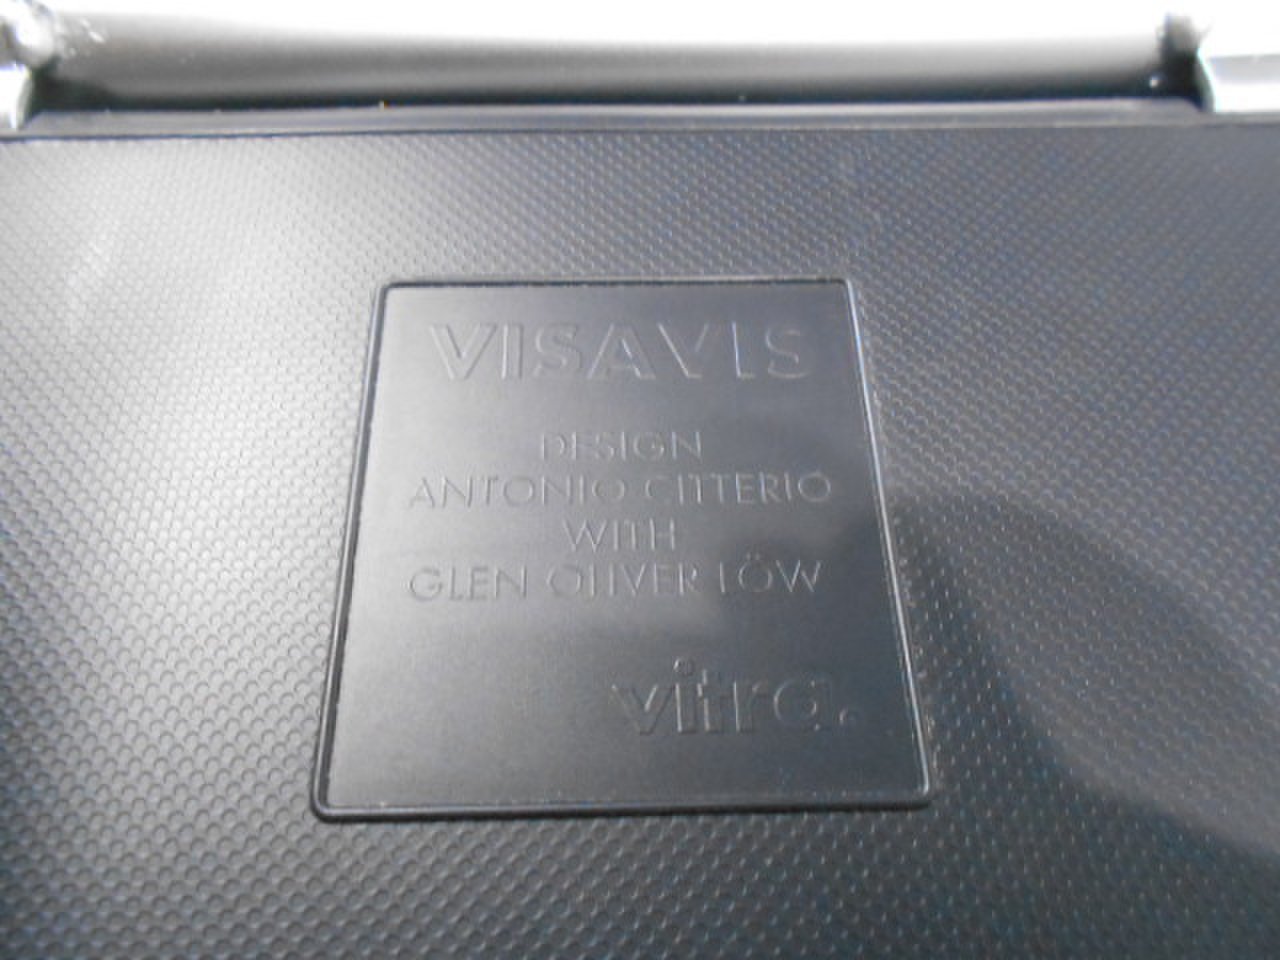 VISAVIS
DESIGN
ANTONIO CITTERIO
WITH
GLEN OLIVER LÖW
vitra.